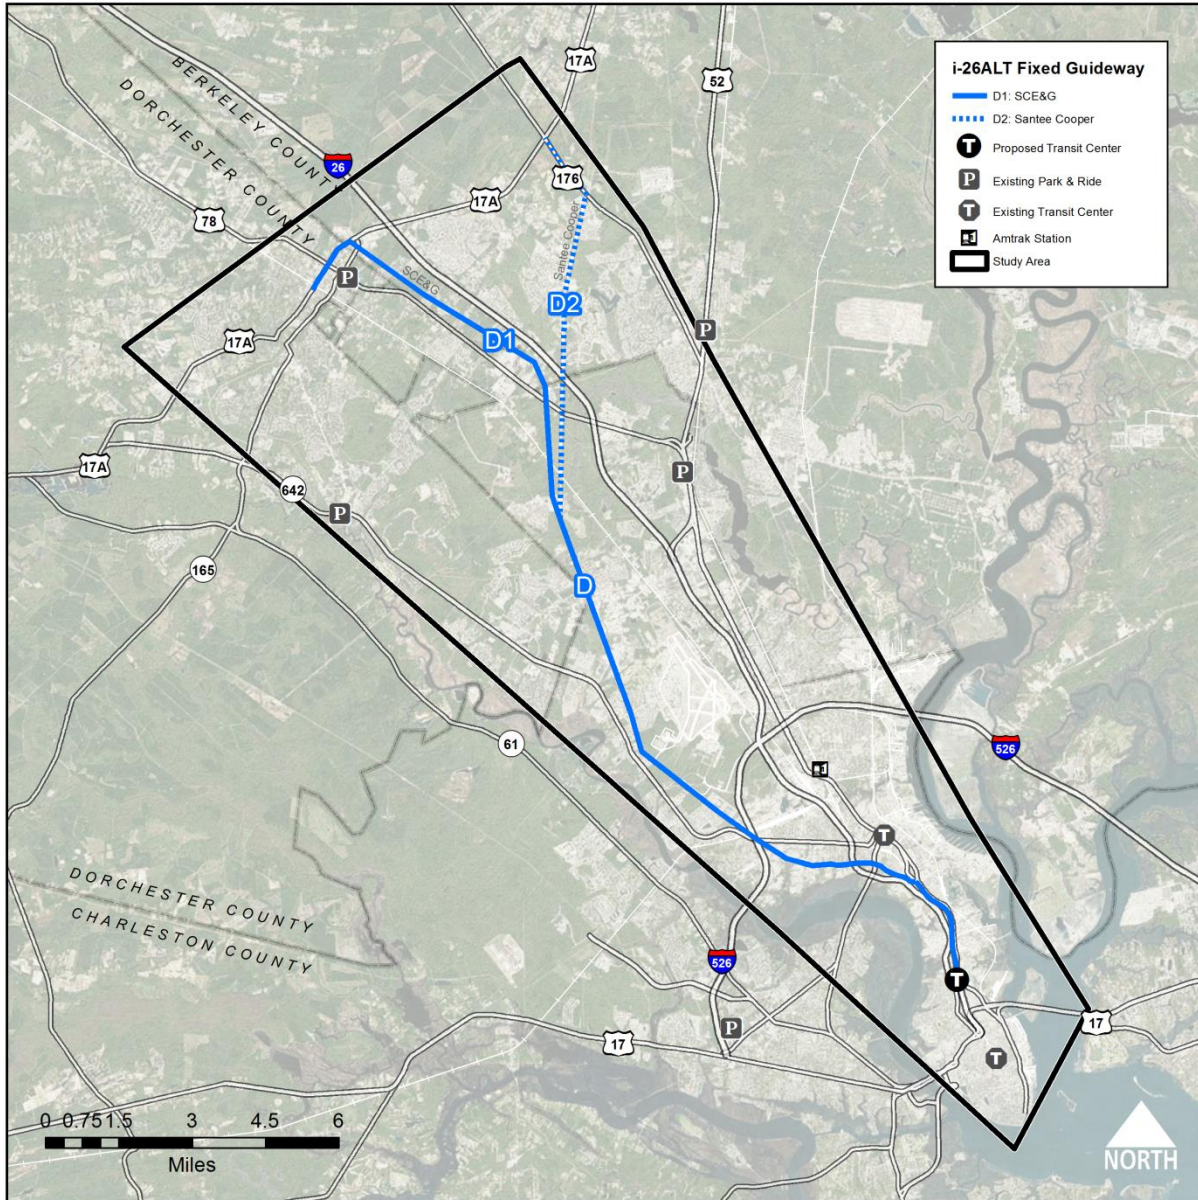 i-26ALT Fixed Guideway
D1: SCE&G
D2: Santee Cooper
T Proposed Transit Center
P Existing Park & Ride
T Existing Transit Center
Amtrak Station
Study Area
17A
52
BERKELEY COUNTY
DORCHESTER COUNTY
26
176
17A
78
Santee Cooper
SCE&G
P
D2
P
D1
17A
17A
P
642
P
165
D
61
526
T
DORCHESTER COUNTY
CHARLESTON COUNTY
526
T
17
P
17
T
0 0.75 1.5 3 4.5 6
Miles
NORTH